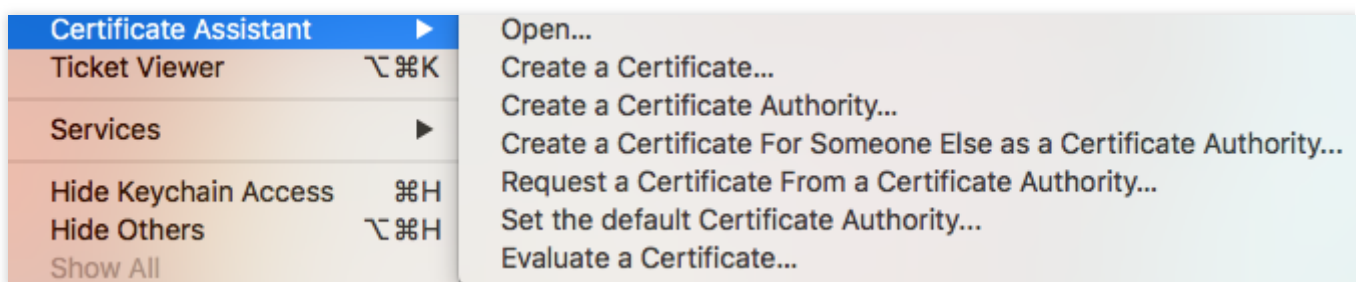 Certificate Assistant ▶
Ticket Viewer ⌥⌘K
Services ▶
Hide Keychain Access ⌘H
Hide Others ⌥⌘H
Show All
Open...
Create a Certificate...
Create a Certificate Authority...
Create a Certificate For Someone Else as a Certificate Authority...
Request a Certificate From a Certificate Authority...
Set the default Certificate Authority...
Evaluate a Certificate...